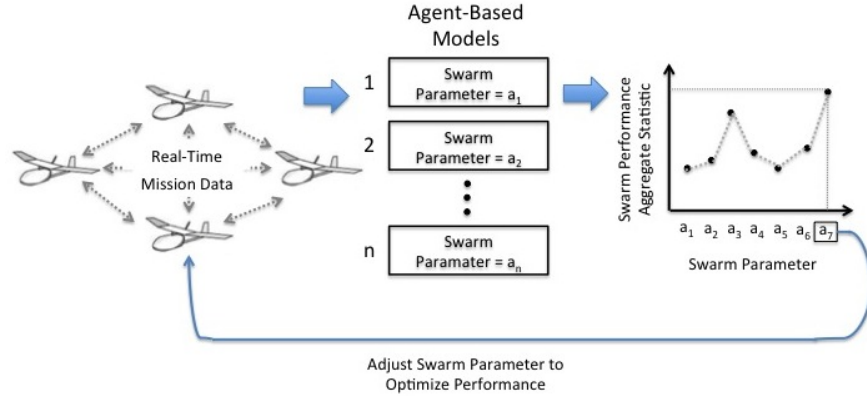 Agent-Based
Models
Real-Time
Mission Data
1
Swarm
Parameter = a₁
2
Swarm
Parameter = a₂
n
Swarm
Paramater = aₙ
Swarm Performance
Aggregate Statistic
a₁ a₂ a₃ a₄ a₅ a₆ a₇
Swarm Parameter
Adjust Swarm Parameter to
Optimize Performance